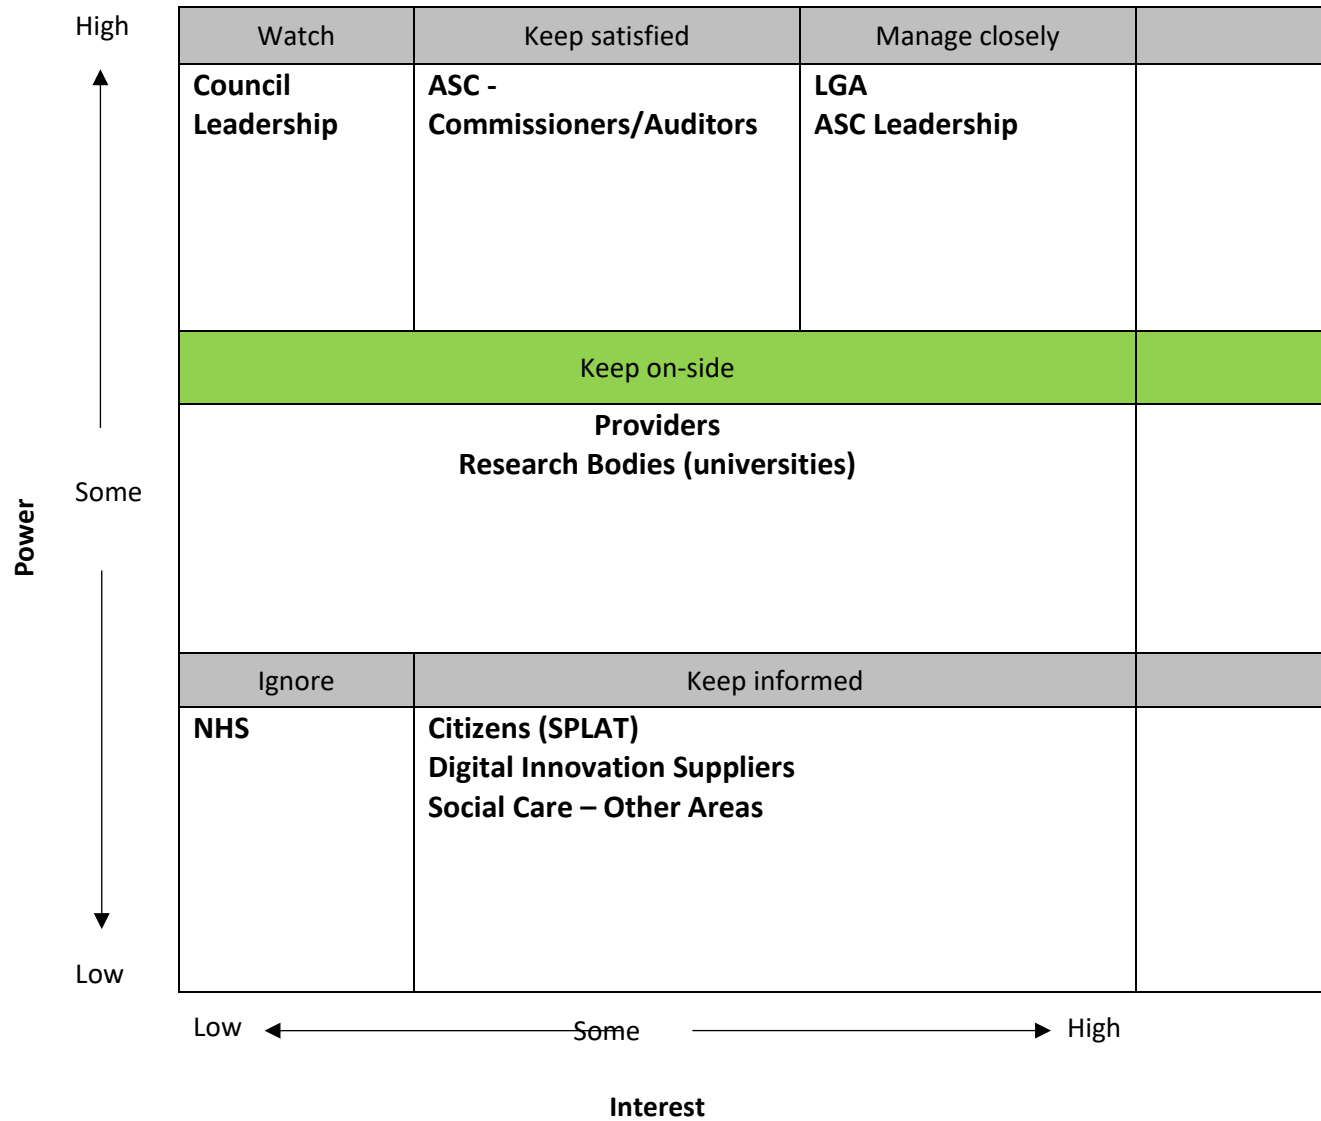 High
Watch
Keep satisfied
Manage closely
Council
Leadership
ASC -
Commissioners/Auditors
LGA
ASC Leadership
Keep on-side
Providers
Research Bodies (universities)
Some
Power
Ignore
Keep informed
NHS
Citizens (SPLAT)
Digital Innovation Suppliers
Social Care – Other Areas
Low
Low
Some
High
Interest